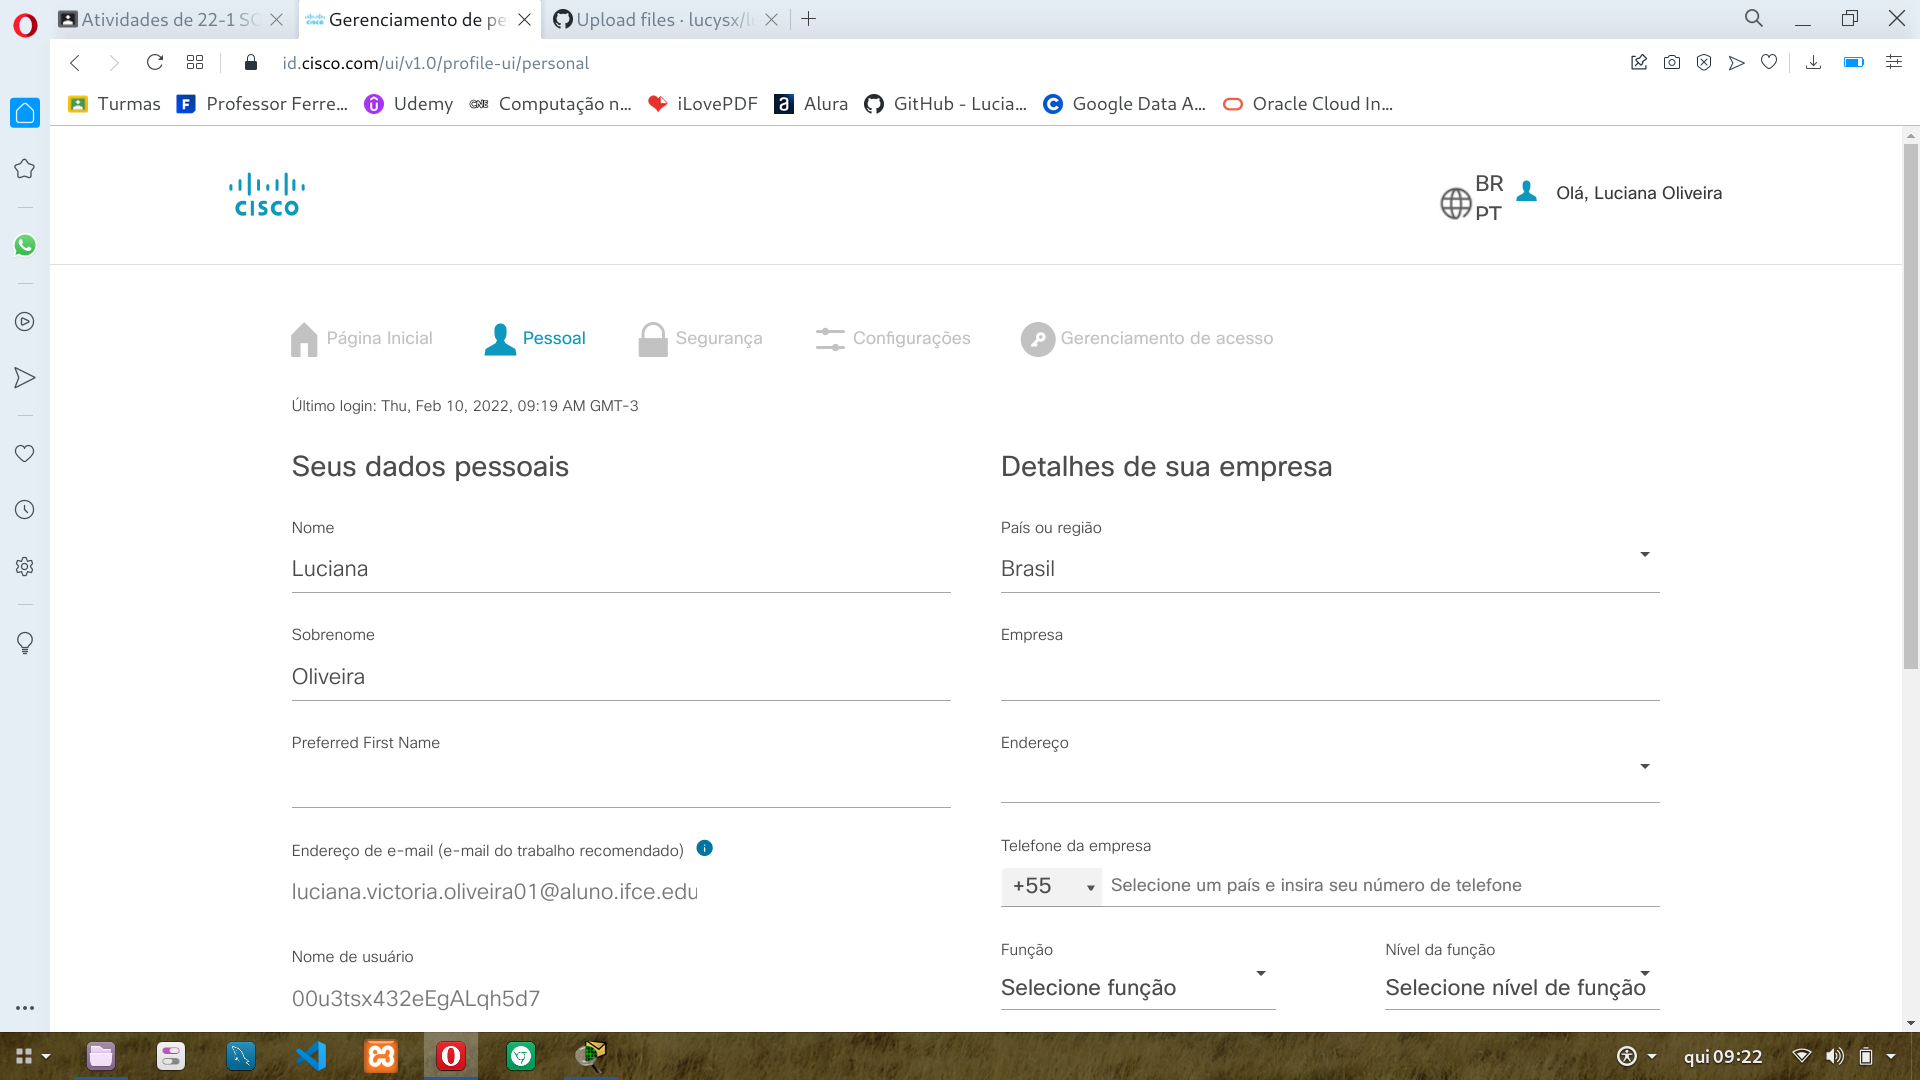 Atividades de 22-1 SC
Gerenciamento de pe
Upload files · lucysx/l
id.cisco.com/ui/v1.0/profile-ui/personal
Turmas
Professor Ferre...
Udemy
Computação n...
iLovePDF
Alura
GitHub - Lucia...
Google Data A...
Oracle Cloud In...
CISCO
BR
PT
Olá, Luciana Oliveira
Página Inicial
Pessoal
Segurança
Configurações
Gerenciamento de acesso
Último login: Thu, Feb 10, 2022, 09:19 AM GMT-3
Seus dados pessoais
Nome
Luciana
Sobrenome
Oliveira
Preferred First Name
Endereço de e-mail (e-mail do trabalho recomendado)
luciana.victoria.oliveira01@aluno.ifce.edu
Nome de usuário
00u3tsx432eEgALqh5d7
Detalhes de sua empresa
País ou região
Brasil
Empresa
Endereço
Telefone da empresa
+55
Selecione um país e insira seu número de telefone
Função
Selecione função
Nível da função
Selecione nível de função
qui 09:22